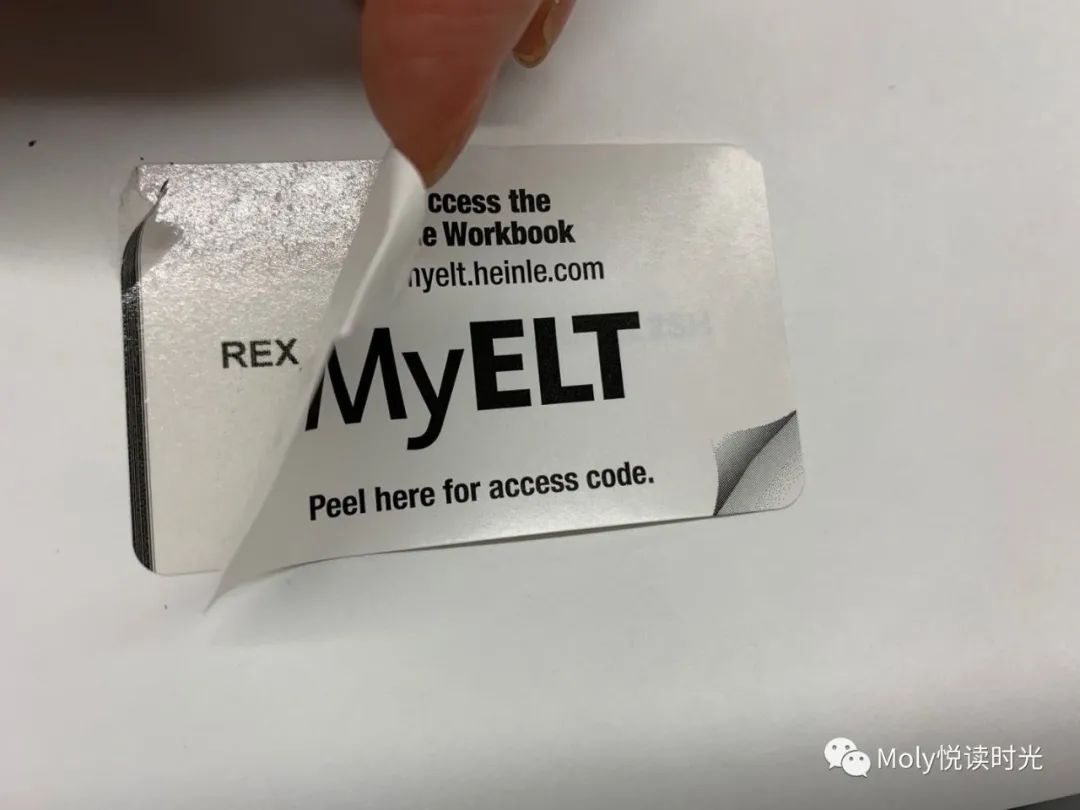 ccess the
e Workbook
myelt.heinle.com
REX
MyELT
Peel here for access code.
Moly悦读时光